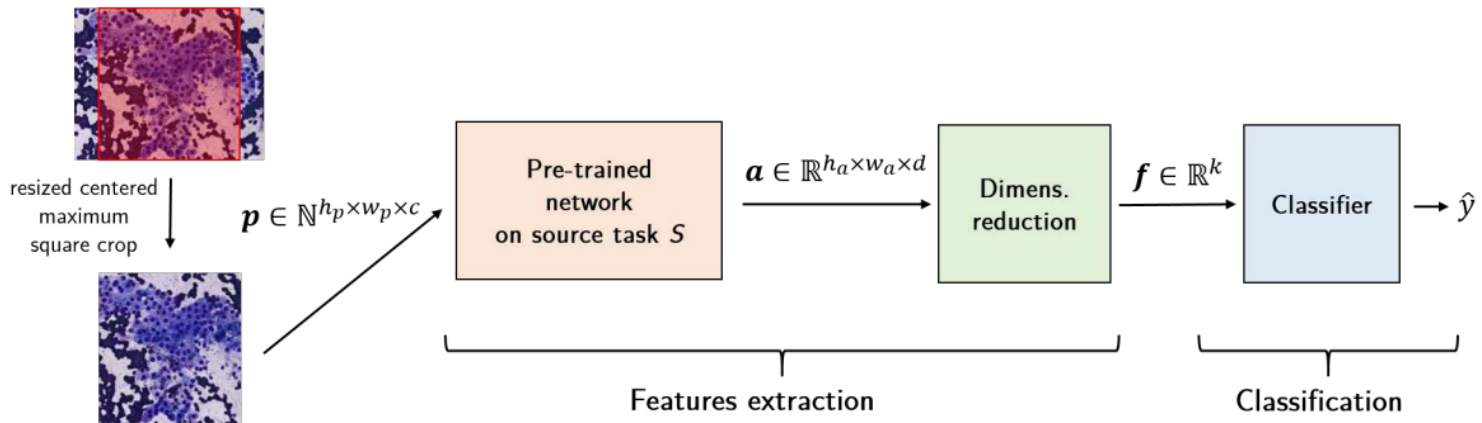 resized centered
maximum
square crop
𝒑 ∈ ℕ^{h_p×w_p×c}
Pre-trained
network
on source task S
𝒂 ∈ ℝ^{h_a×w_a×d}
Dimens.
reduction
𝒇 ∈ ℝ^k
Classifier
ŷ
Features extraction
Classification